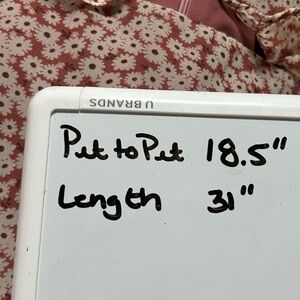 U BRANDS
Pit to Pit 18.5"
Length 31"